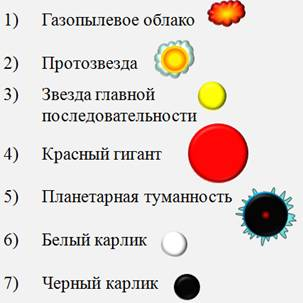 1) Газопылевое облако
2) Протозвезда
3) Звезда главной
последовательности
4) Красный гигант
5) Планетарная туманность
6) Белый карлик
7) Черный карлик